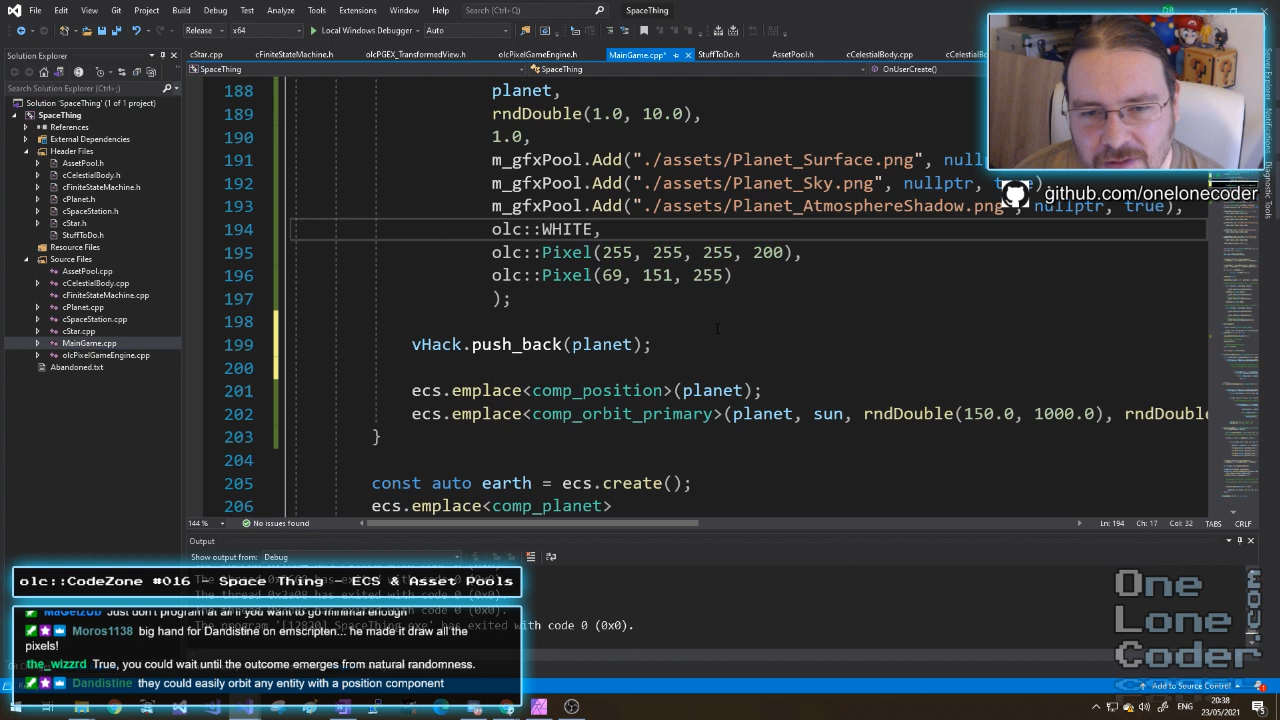 File Edit View Git Project Build Debug Test Analyze Tools Extensions Window Help Search (Ctrl+Q) SpaceThing
Release x64 Local Windows Debugger Auto
Solution Explorer
Search Solution Explorer (Ctrl+;)
Solution 'SpaceThing' (1 of 1 project)
SpaceThing
References
External Dependencies
Header Files
AssetPool.h
cCelestialBody.h
cFiniteStateMachine.h
cPlanet.h
cSpaceStation.h
cStar.h
StuffToDo.h
Resource Files
Source Files
AssetPool.cpp
cCelestialBody.cpp
cFiniteStateMachine.cpp
cPlanet.cpp
cSpaceStation.cpp
cStar.cpp
MainGame.cpp
olcPixelGameEngine.cpp
Abandoned.txt
cStar.cpp cFiniteStateMachine.h olcPGEX_TransformedView.h olcPixelGameEngine.h MainGame.cpp* StuffToDo.h AssetPool.h cCelestialBody.cpp
SpaceThing SpaceThing OnUserCreate()
188 planet,
189 rndDouble(1.0, 10.0),
190 1.0,
191 m_gfxPool.Add("./assets/Planet_Surface.png",
192 m_gfxPool.Add("./assets/Planet_Sky.png", nullptr,
193 m_gfxPool.Add("./assets/Planet_AtmosphereShadow.png", nullptr, true),
194 olc::WHITE,
195 olc::Pixel(255, 255, 255, 200),
196 olc::Pixel(65, 151, 255)
197 );
198
199 vHack.push_back(planet);
200
201 ecs.emplace<comp_position>(planet);
202 ecs.emplace<comp_orbit_primary>(planet, sun, rndDouble(150.0, 1000.0), rndDouble
203 }
204
205 const auto earth = ecs.create();
206 ecs.emplace<comp_planet>
144 % No issues found Ln: 194 Ch: 17 Col: 32 TABS CRLF
Output
Show output from: Debug
The thread 0x2a08 has exited with code 0 (0x0).
The program '[12820] SpaceThing.exe' has exited with code 0 (0x0).
github.com/onelonecoder
Server Explorer
Notifications
Diagnostic Tools
olc::CodeZone #016 - Space Thing - ECS & Asset Pools
Just don't program at all if you want to go minimal enough
Moros1138 big hand for Dandistine on emscripten... he made it draw all the
pixels!
the_wizzrd True, you could wait until the outcome emerges from natural randomness.
Dandistine they could easily orbit any entity with a position component
One
Lone
Coder
.com
Add to Source Control
ENG
20:38
23/05/2021